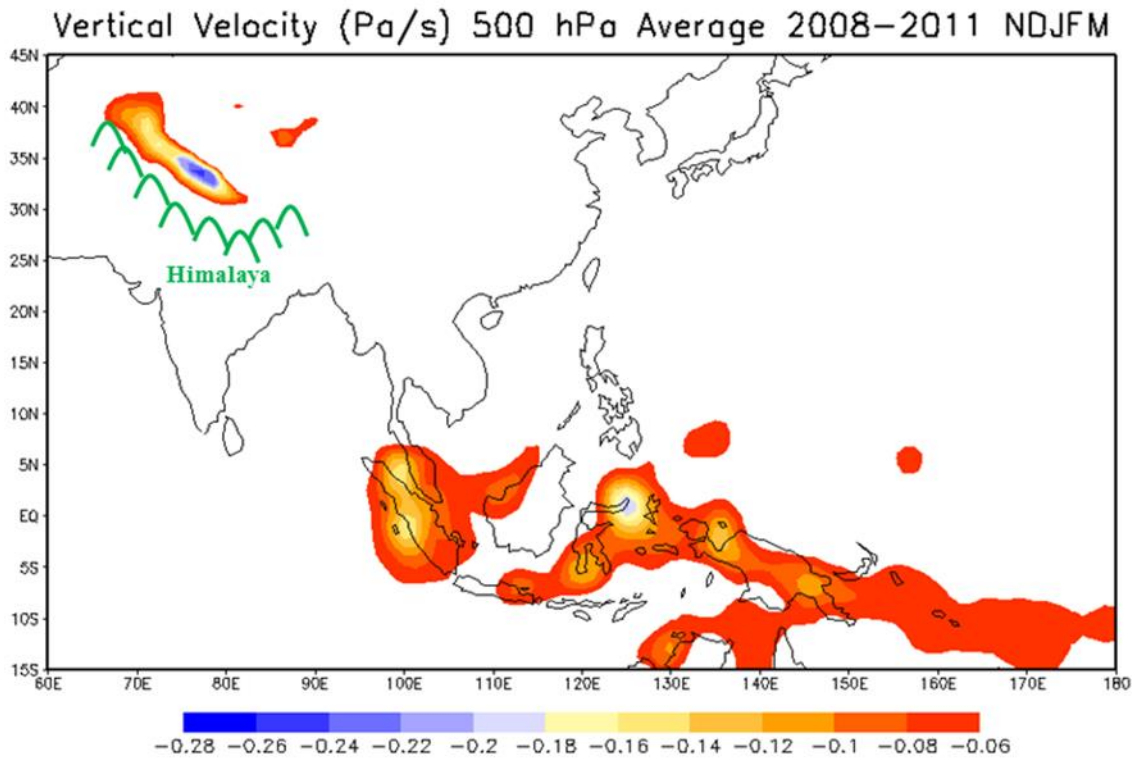 Vertical Velocity (Pa/s) 500 hPa Average 2008-2011 NDJFM
45N
40N
35N
30N
25N
20N
15N
10N
5N
EQ
5S
10S
15S
Himalaya
60E 70E 80E 90E 100E 110E 120E 130E 140E 150E 160E 170E 180
-0.28 -0.26 -0.24 -0.22 -0.2 -0.18 -0.16 -0.14 -0.12 -0.1 -0.08 -0.06